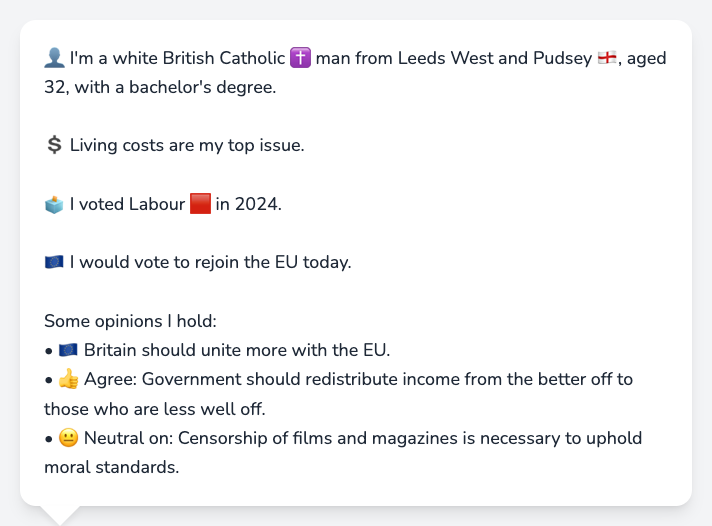 👤 I'm a white British Catholic ✝️ man from Leeds West and Pudsey 🏴󠁧󠁢󠁥󠁮󠁧󠁿, aged
32, with a bachelor's degree.
💲 Living costs are my top issue.
🗳️ I voted Labour 🟥 in 2024.
🇪🇺 I would vote to rejoin the EU today.
Some opinions I hold:
• 🇪🇺 Britain should unite more with the EU.
• 👍 Agree: Government should redistribute income from the better off to
those who are less well off.
• 😐 Neutral on: Censorship of films and magazines is necessary to uphold
moral standards.